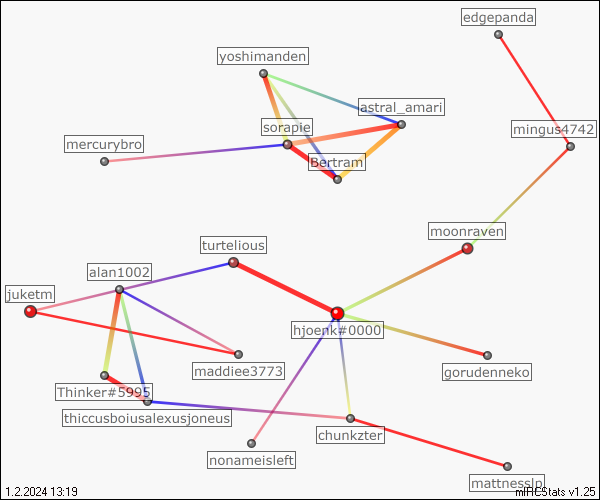 edgepanda
yoshimanden
astral_amari
sorapie
mingus4742
mercurybro
Bertram
moonraven
turtelious
alan1002
juketm
hjoenk#0000
maddiee3773
gorudenneko
Thinker#5995
thiccusboiusalexusjoneus
chunkzter
nonameisleft
mattnesslp
1.2.2024 13:19
mIRCStats v1.25